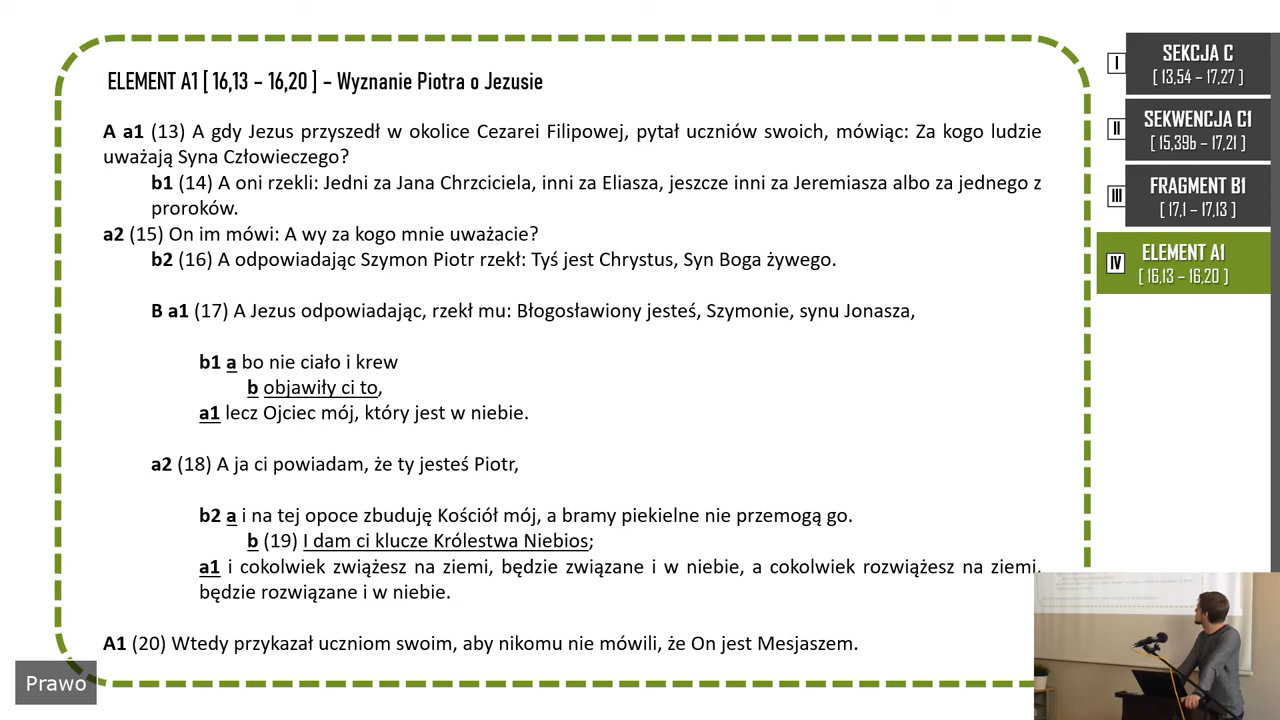 ELEMENT A1 [ 16,13 – 16,20 ] – Wyznanie Piotra o Jezusie
A a1 (13) A gdy Jezus przyszedł w okolice Cezarei Filipowej, pytał uczniów swoich, mówiąc: Za kogo ludzie
uważają Syna Człowieczego?
b1 (14) A oni rzekli: Jedni za Jana Chrzciciela, inni za Eliasza, jeszcze inni za Jeremiasza albo za jednego z
proroków.
a2 (15) On im mówi: A wy za kogo mnie uważacie?
b2 (16) A odpowiadając Szymon Piotr rzekł: Tyś jest Chrystus, Syn Boga żywego.
B a1 (17) A Jezus odpowiadając, rzekł mu: Błogosławiony jesteś, Szymonie, synu Jonasza,
b1 a bo nie ciało i krew
b objawiły ci to,
a1 lecz Ojciec mój, który jest w niebie.
a2 (18) A ja ci powiadam, że ty jesteś Piotr,
b2 a i na tej opoce zbuduję Kościół mój, a bramy piekielne nie przemogą go.
b (19) I dam ci klucze Królestwa Niebios;
a1 i cokolwiek zwiążesz na ziemi, będzie związane i w niebie, a cokolwiek rozwiążesz na ziemi,
będzie rozwiązane i w niebie.
A1 (20) Wtedy przykazał uczniom swoim, aby nikomu nie mówili, że On jest Mesjaszem.
I
SEKCJA C
[ 13,54 – 17,27 ]
II
SEKWENCJA C1
[ 15,39b – 17,21 ]
III
FRAGMENT B1
[ 17,1 – 17,13 ]
IV
ELEMENT A1
[ 16,13 – 16,20 ]
Prawo